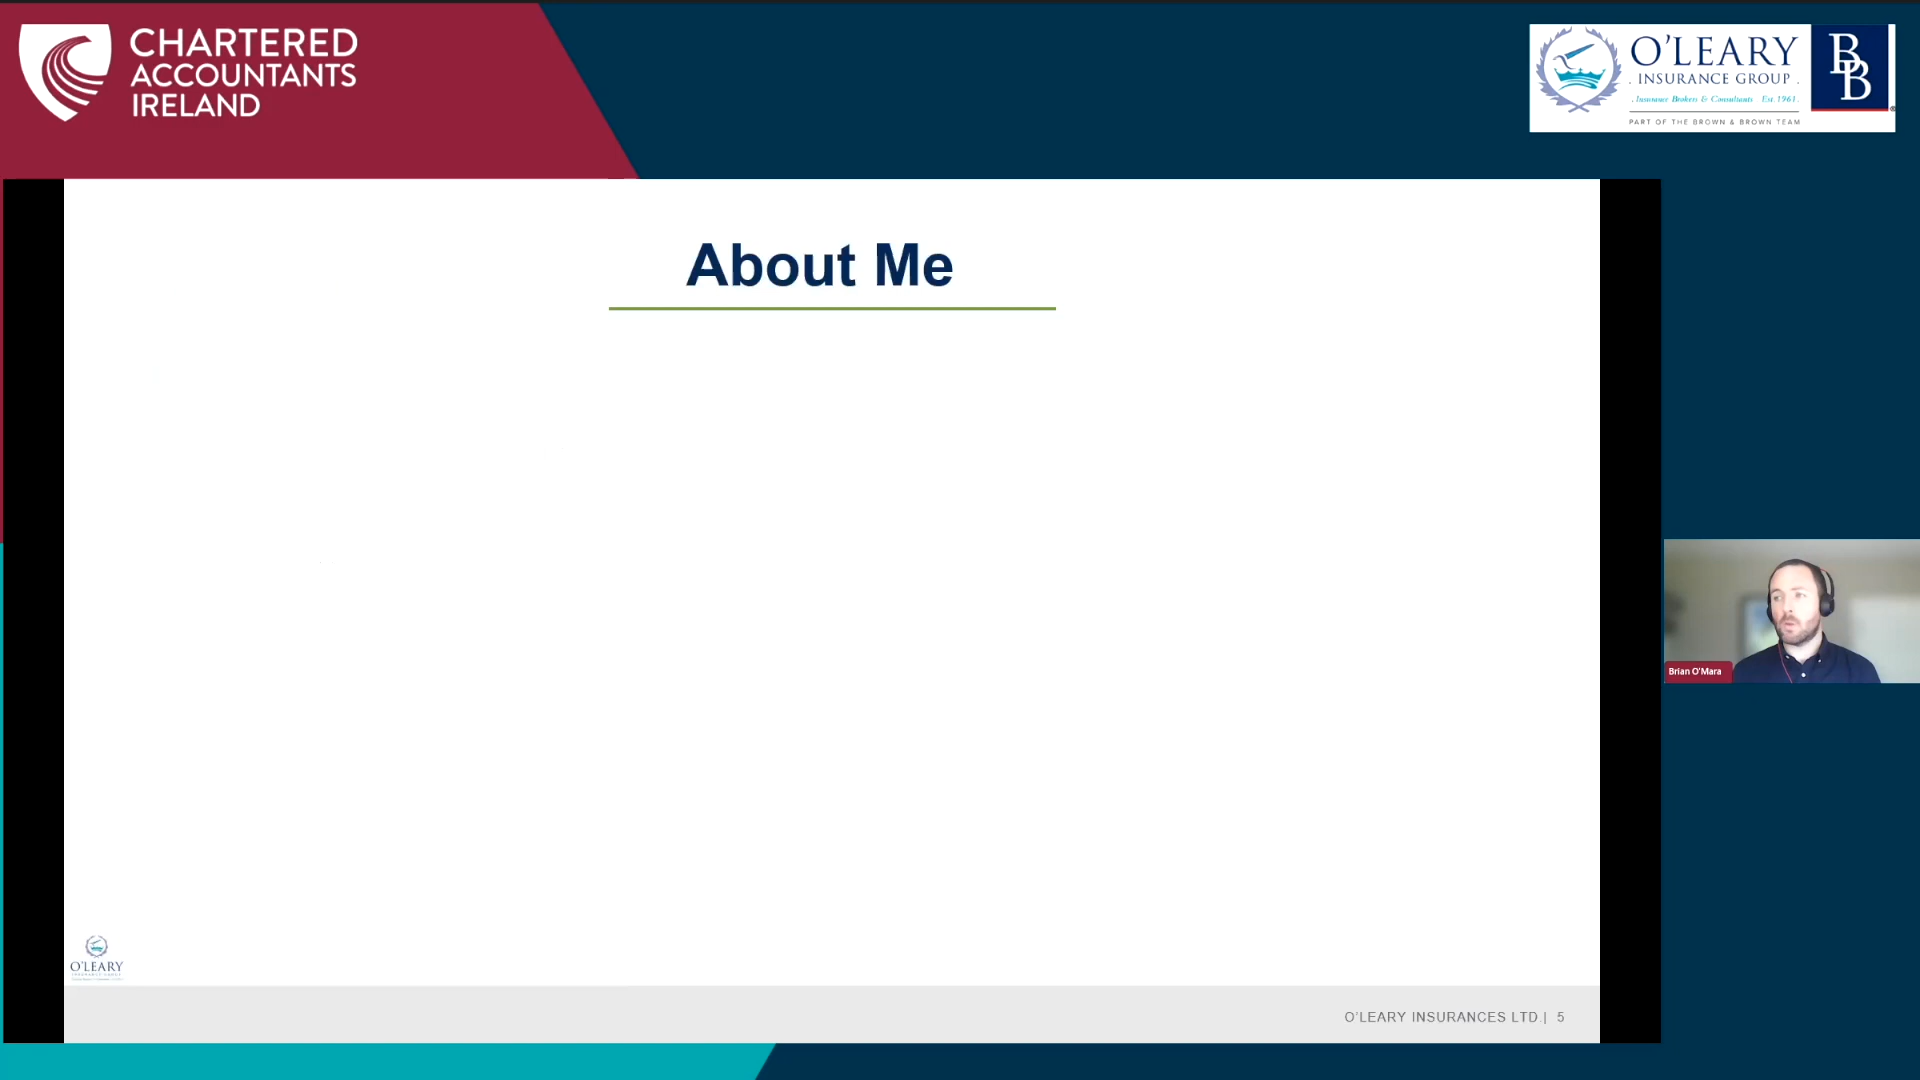 CHARTERED
ACCOUNTANTS
IRELAND
O'LEARY
INSURANCE GROUP
Insurance Brokers & Consultants Est.1961
PART OF THE BROWN & BROWN TEAM
BB
About Me
Brian O'Mara
O'LEARY
O'LEARY INSURANCES LTD.| 5